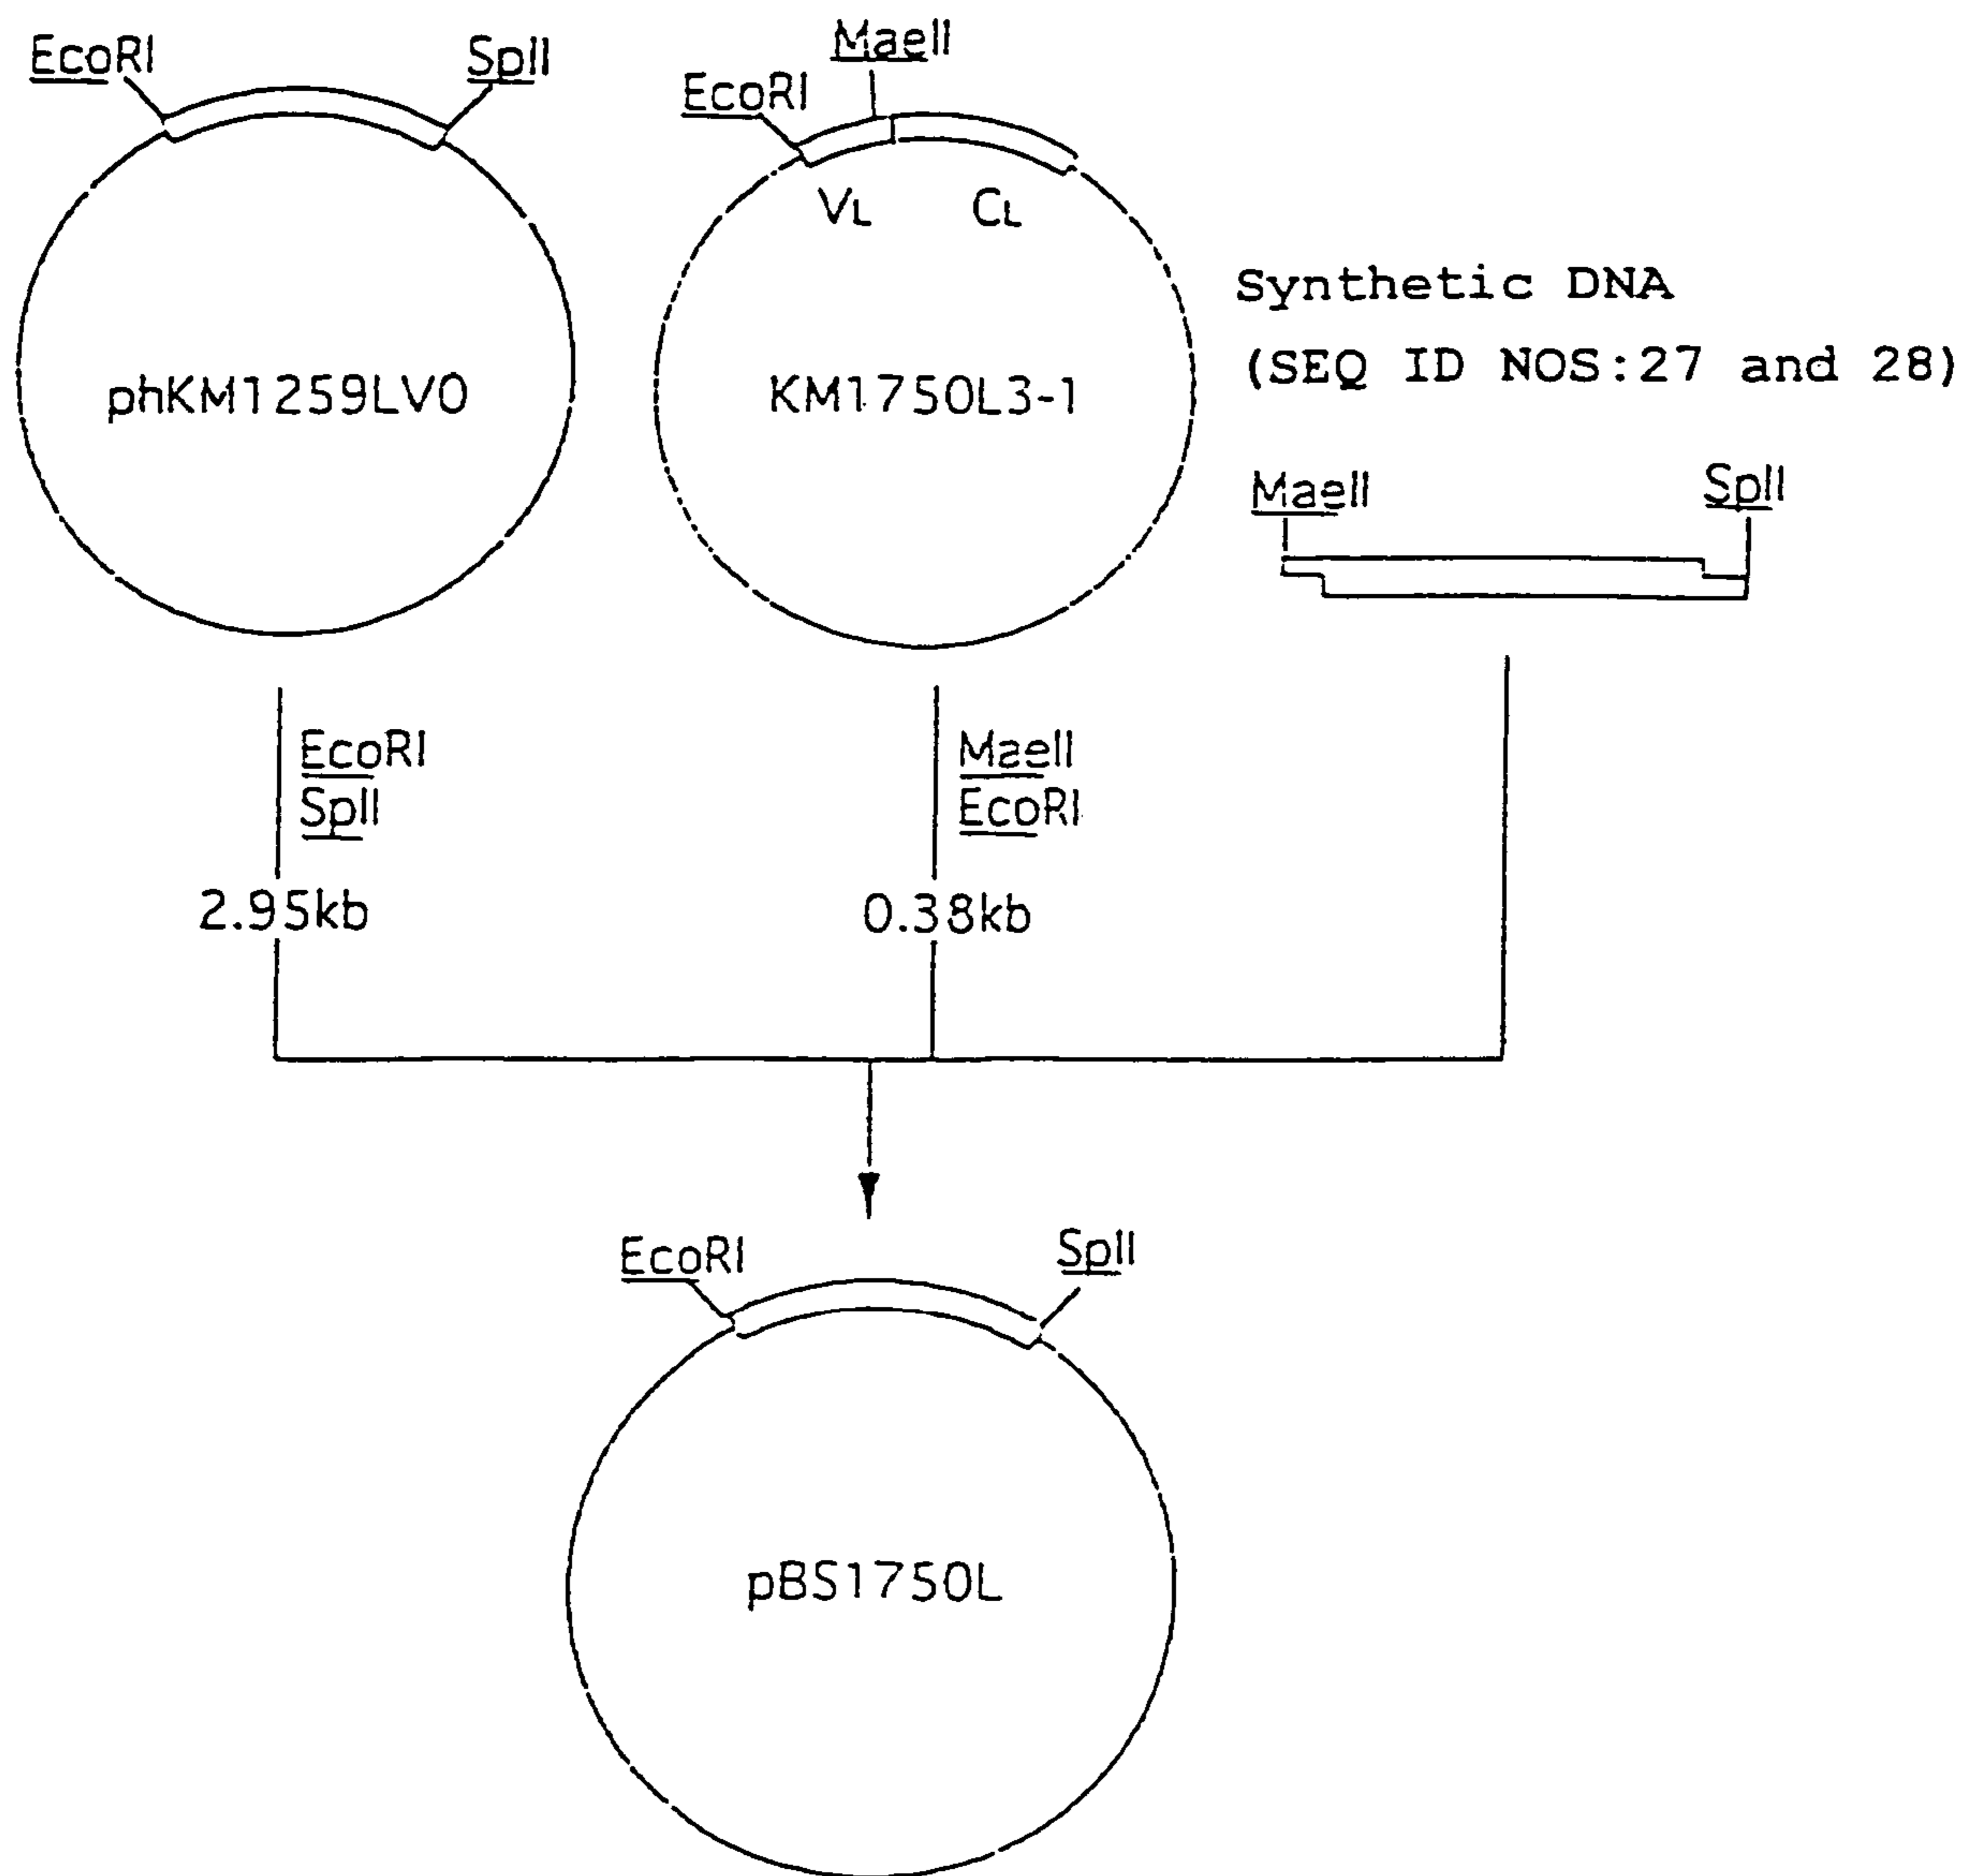 EcoRI
SplI
phKM1259LV0
MaeII
EcoRI
VL
CL
KM1750L3-1
Synthetic DNA
(SEQ ID NOS:27 and 28)
MaeII
SplI
EcoRI
SplI
2.95kb
MaeII
EcoRI
0.38kb
EcoRI
SplI
pBS1750L